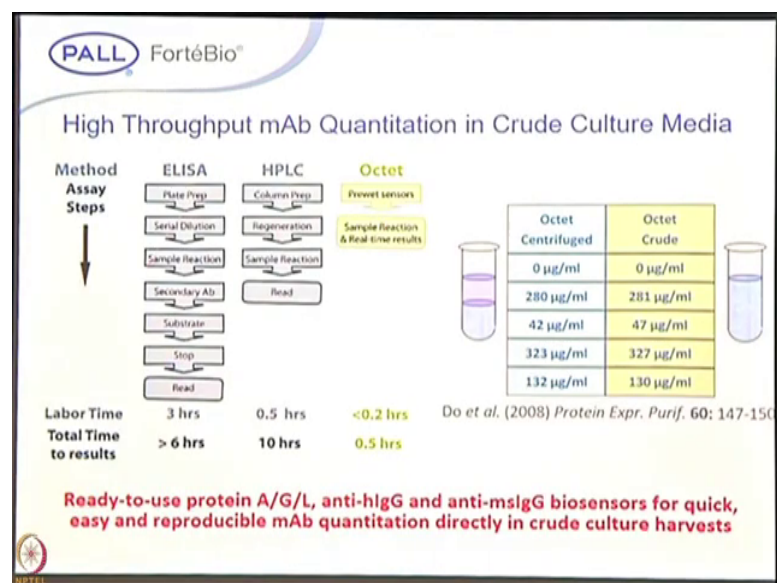 PALL FortéBio®
High Throughput mAb Quantitation in Crude Culture Media
Method ELISA HPLC Octet
Assay
Steps
Plate Prep
Serial Dilution
Sample Reaction
Secondary Ab
Substrate
Stop
Read
Column Prep
Regeneration
Sample Reaction
Read
Prewet sensors
Sample Reaction
& Real-time results
Octet
Centrifuged
Octet
Crude
0 µg/ml 0 µg/ml
280 µg/ml 281 µg/ml
42 µg/ml 47 µg/ml
323 µg/ml 327 µg/ml
132 µg/ml 130 µg/ml
Labor Time 3 hrs 0.5 hrs <0.2 hrs
Total Time
to results > 6 hrs 10 hrs 0.5 hrs
Do et al. (2008) Protein Expr. Purif. 60: 147-150
Ready-to-use protein A/G/L, anti-hIgG and anti-msIgG biosensors for quick,
easy and reproducible mAb quantitation directly in crude culture harvests
NPTEL